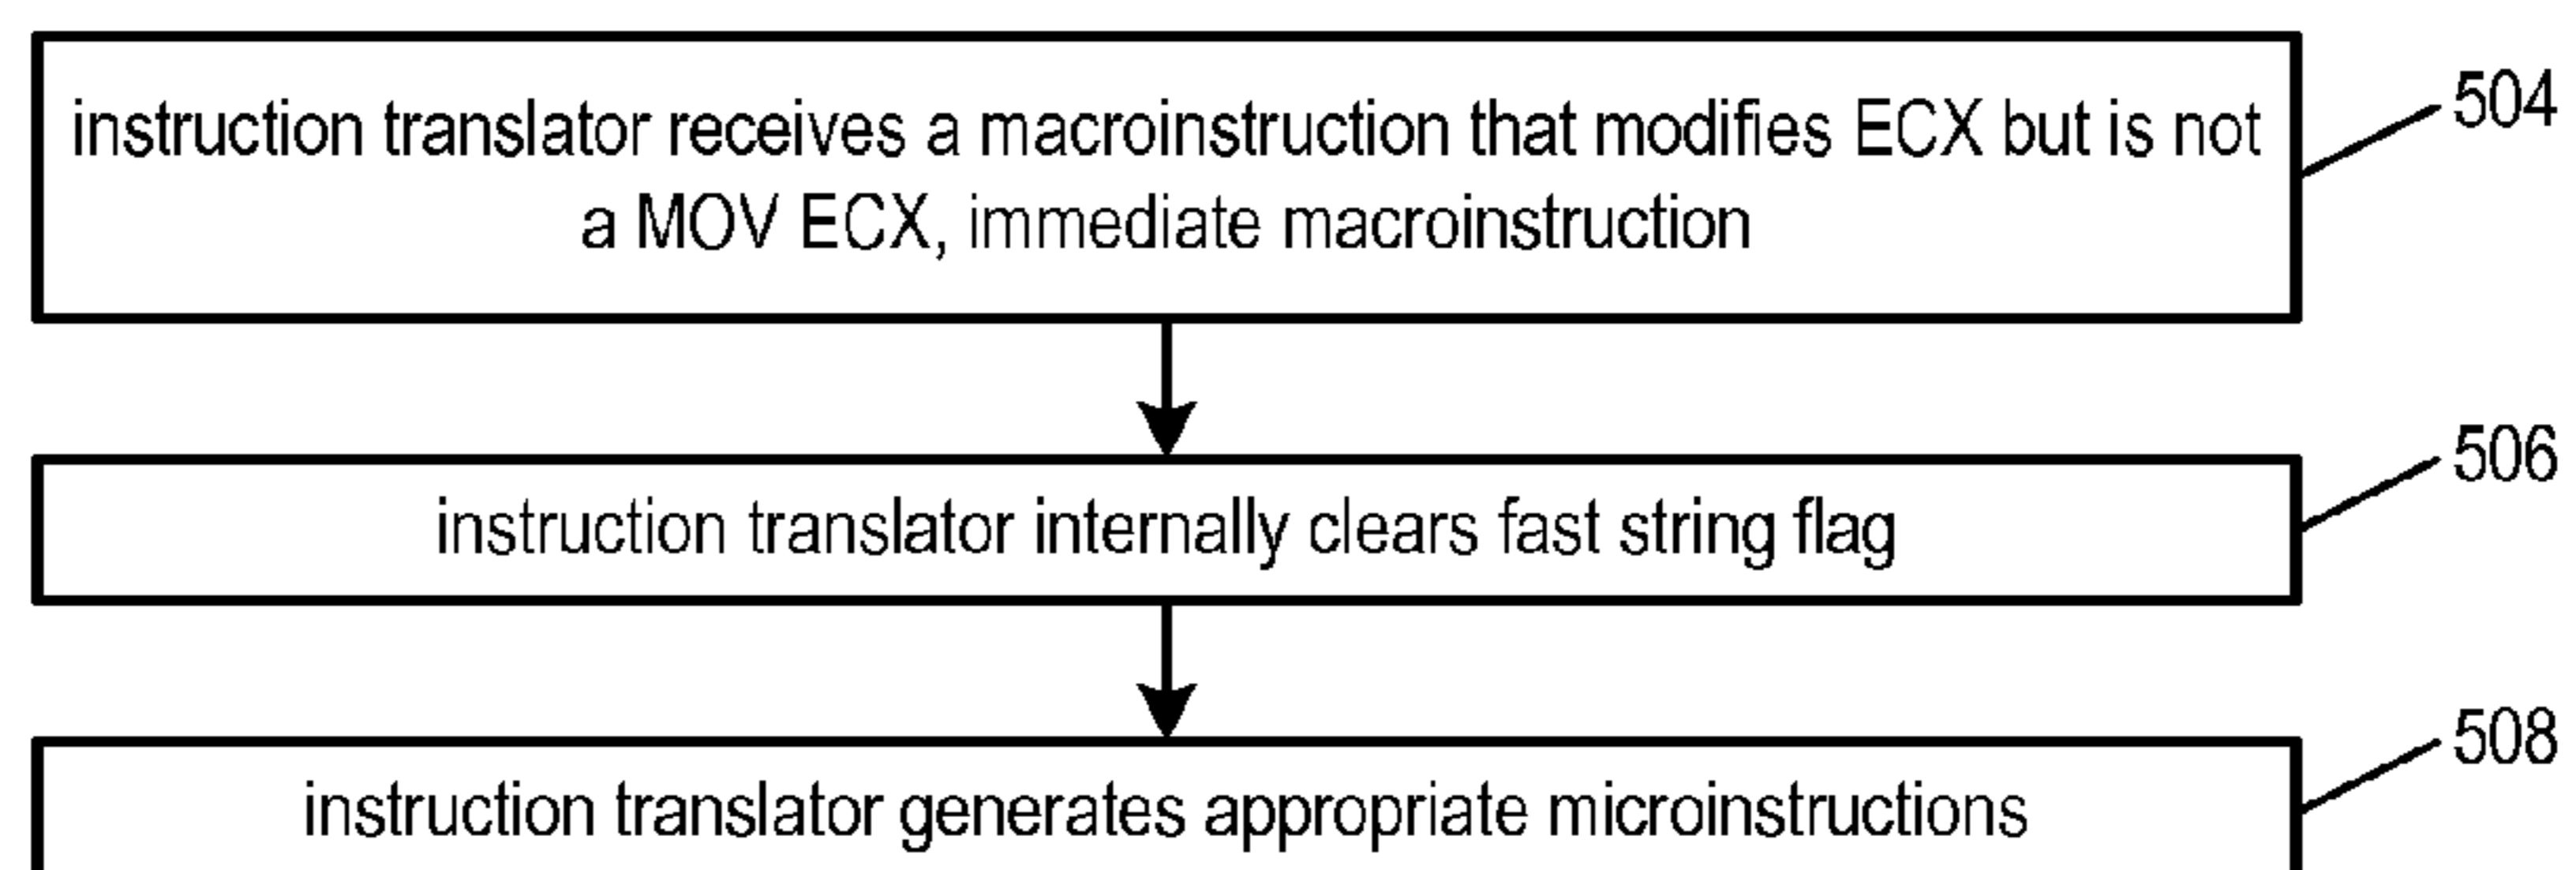 instruction translator receives a macroinstruction that modifies ECX but is not
a MOV ECX, immediate macroinstruction
504
instruction translator internally clears fast string flag
506
instruction translator generates appropriate microinstructions
508